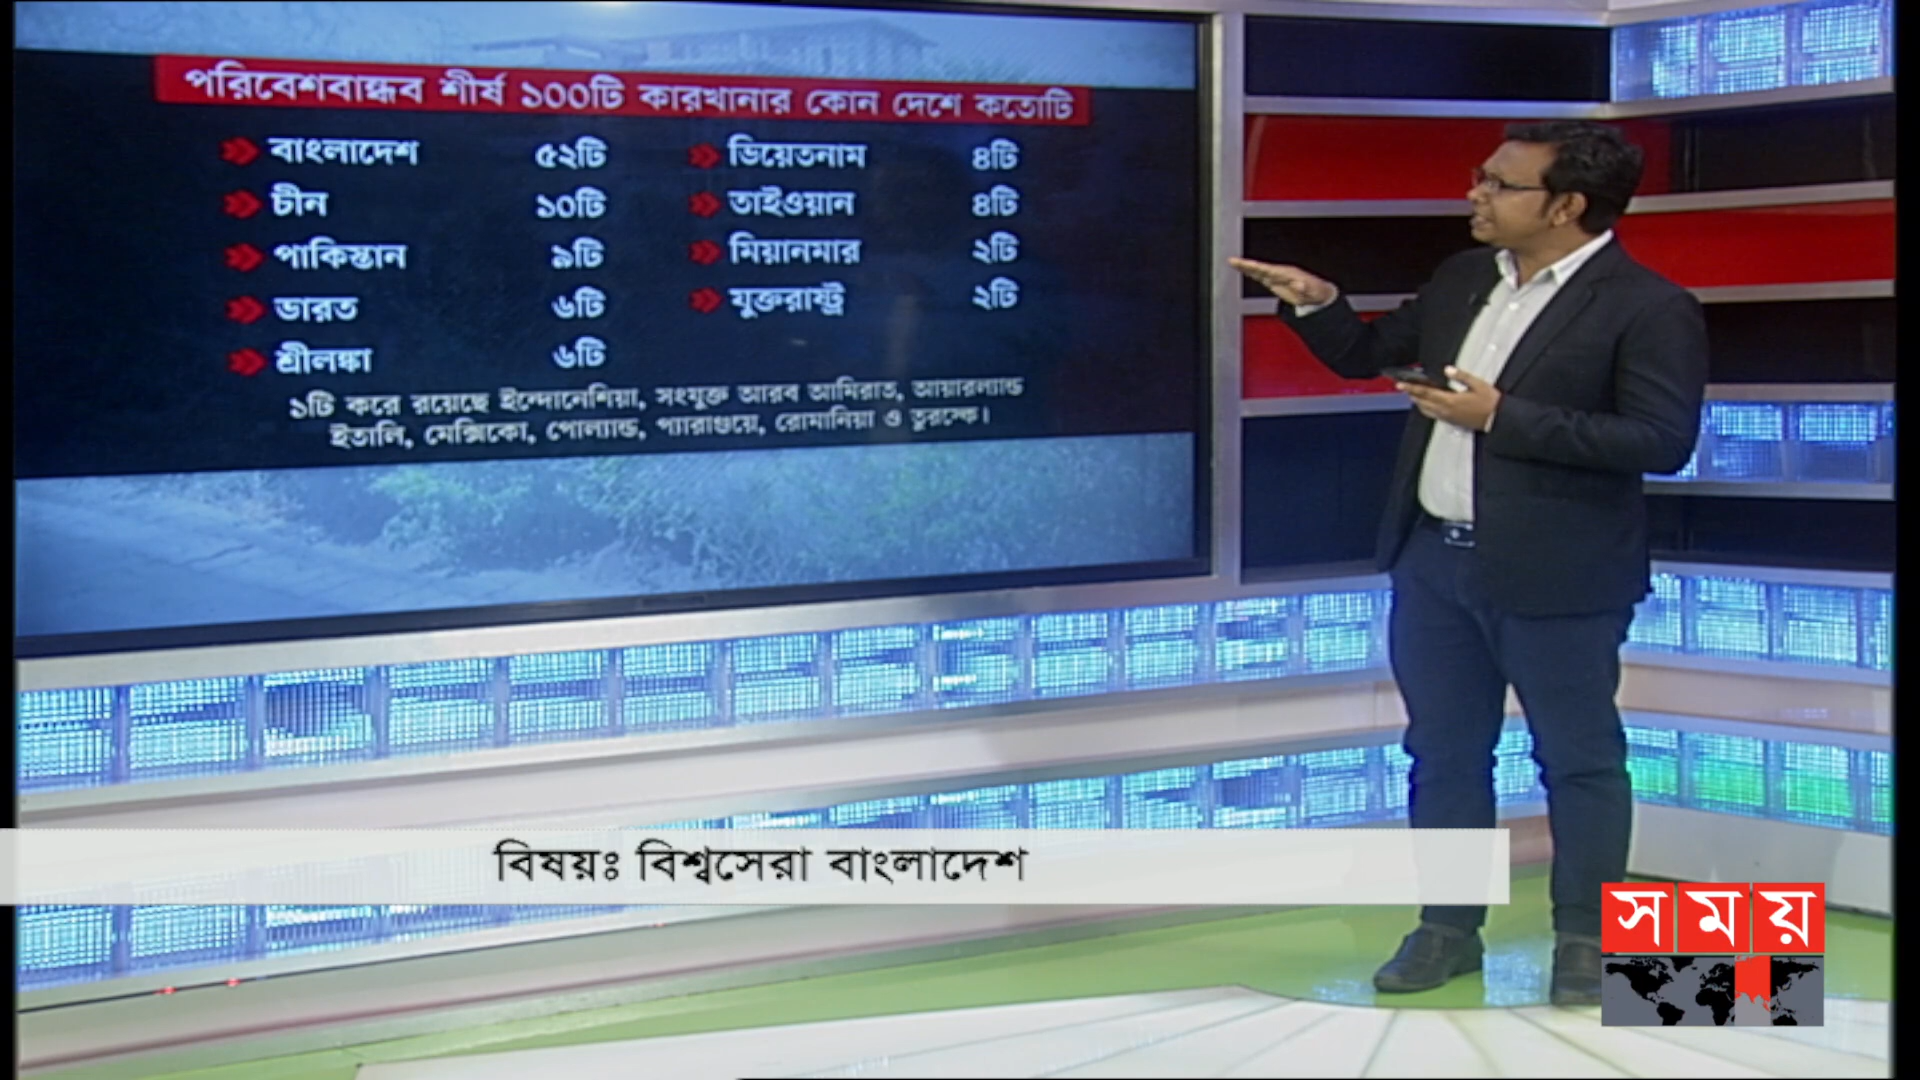 পরিবেশবান্ধব শীর্ষ ১০০টি কারখানার কোন দেশে কতোটি
বাংলাদেশ ৫২টি
চীন ১০টি
পাকিস্তান ৯টি
ভারত ৬টি
শ্রীলঙ্কা ৬টি
ভিয়েতনাম ৪টি
তাইওয়ান ৪টি
মিয়ানমার ২টি
যুক্তরাষ্ট্র ২টি
১টি করে রয়েছে ইন্দোনেশিয়া, সংযুক্ত আরব আমিরাত, আয়ারল্যান্ড
ইতালি, মেক্সিকো, পোল্যান্ড, প্যারাগুয়ে, রোমানিয়া ও তুরস্কে।
বিষয়ঃ বিশ্বসেরা বাংলাদেশ
সময়